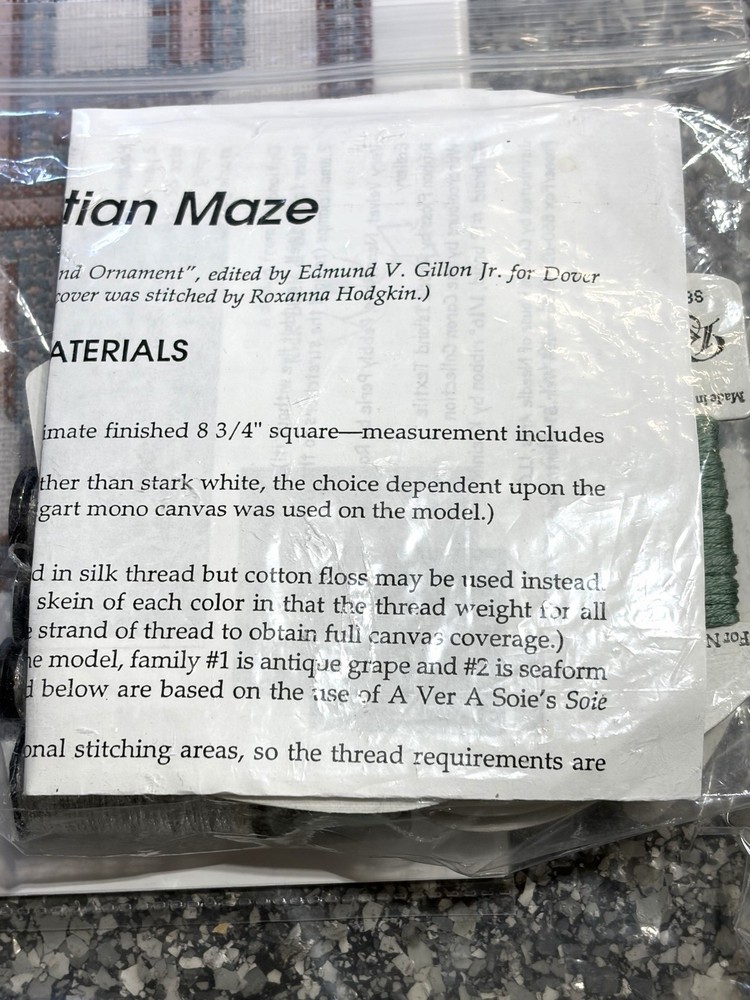 tian Maze
nd Ornament", edited by Edmund V. Gillon Jr. for Dover
cover was stitched by Roxanna Hodgkin.)
ATERIALS
imate finished 8 3/4" square—measurement includes
ther than stark white, the choice dependent upon the
gart mono canvas was used on the model.)
d in silk thread but cotton floss may be used instead.
skein of each color in that the thread weight for all
e strand of thread to obtain full canvas coverage.)
he model, family #1 is antique grape and #2 is seaform
d below are based on the use of A Ver A Soie's Soie
onal stitching areas, so the thread requirements are
Made in
For N